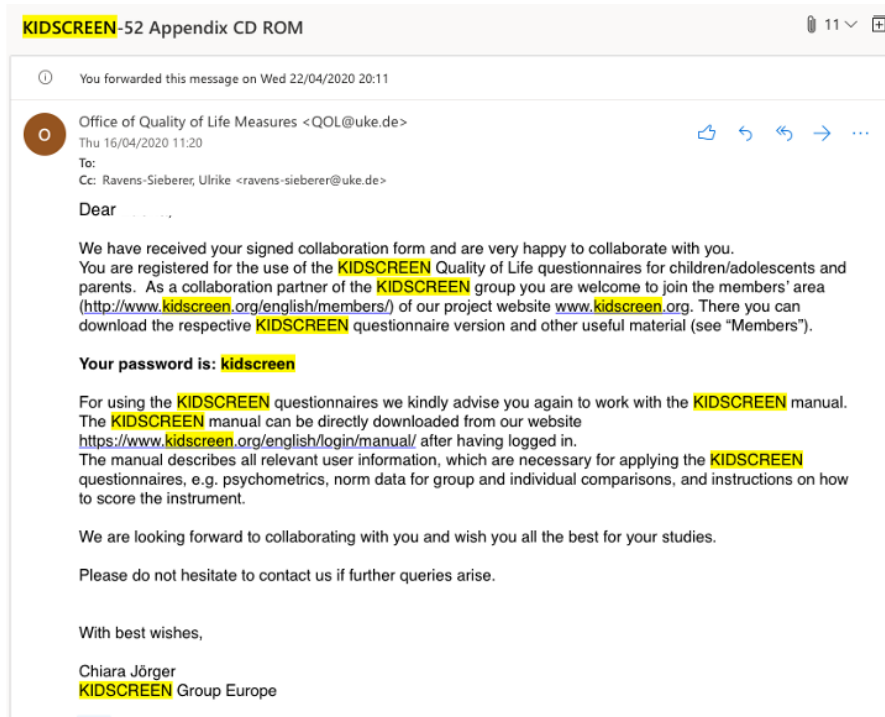 KIDSCREEN-52 Appendix CD ROM
11
You forwarded this message on Wed 22/04/2020 20:11
O
Office of Quality of Life Measures <QOL@uke.de>
Thu 16/04/2020 11:20
To:
Cc: Ravens-Sieberer, Ulrike <ravens-sieberer@uke.de>
Dear
We have received your signed collaboration form and are very happy to collaborate with you.
You are registered for the use of the KIDSCREEN Quality of Life questionnaires for children/adolescents and
parents. As a collaboration partner of the KIDSCREEN group you are welcome to join the members' area
(http://www.kidscreen.org/english/members/) of our project website www.kidscreen.org. There you can
download the respective KIDSCREEN questionnaire version and other useful material (see “Members”).
Your password is: kidscreen
For using the KIDSCREEN questionnaires we kindly advise you again to work with the KIDSCREEN manual.
The KIDSCREEN manual can be directly downloaded from our website
https://www.kidscreen.org/english/login/manual/ after having logged in.
The manual describes all relevant user information, which are necessary for applying the KIDSCREEN
questionnaires, e.g. psychometrics, norm data for group and individual comparisons, and instructions on how
to score the instrument.
We are looking forward to collaborating with you and wish you all the best for your studies.
Please do not hesitate to contact us if further queries arise.
With best wishes,
Chiara Jörger
KIDSCREEN Group Europe